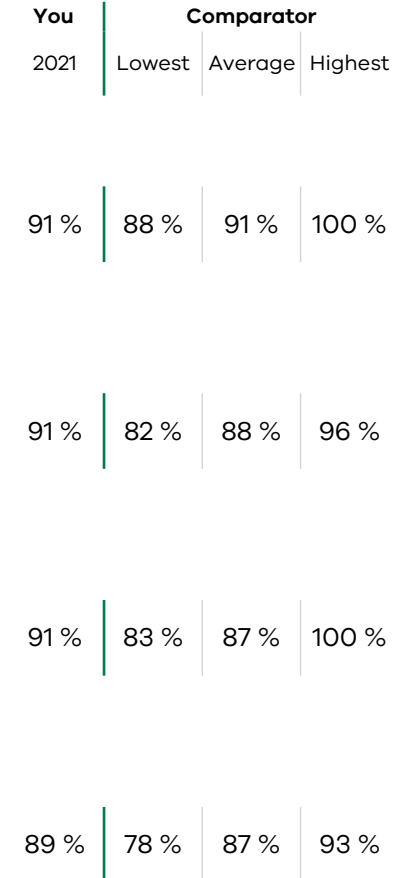 You Comparator
2021 Lowest Average Highest
91 % 88 % 91 % 100 %
91 % 82 % 88 % 96 %
91 % 83 % 87 % 100 %
89 % 78 % 87 % 93 %